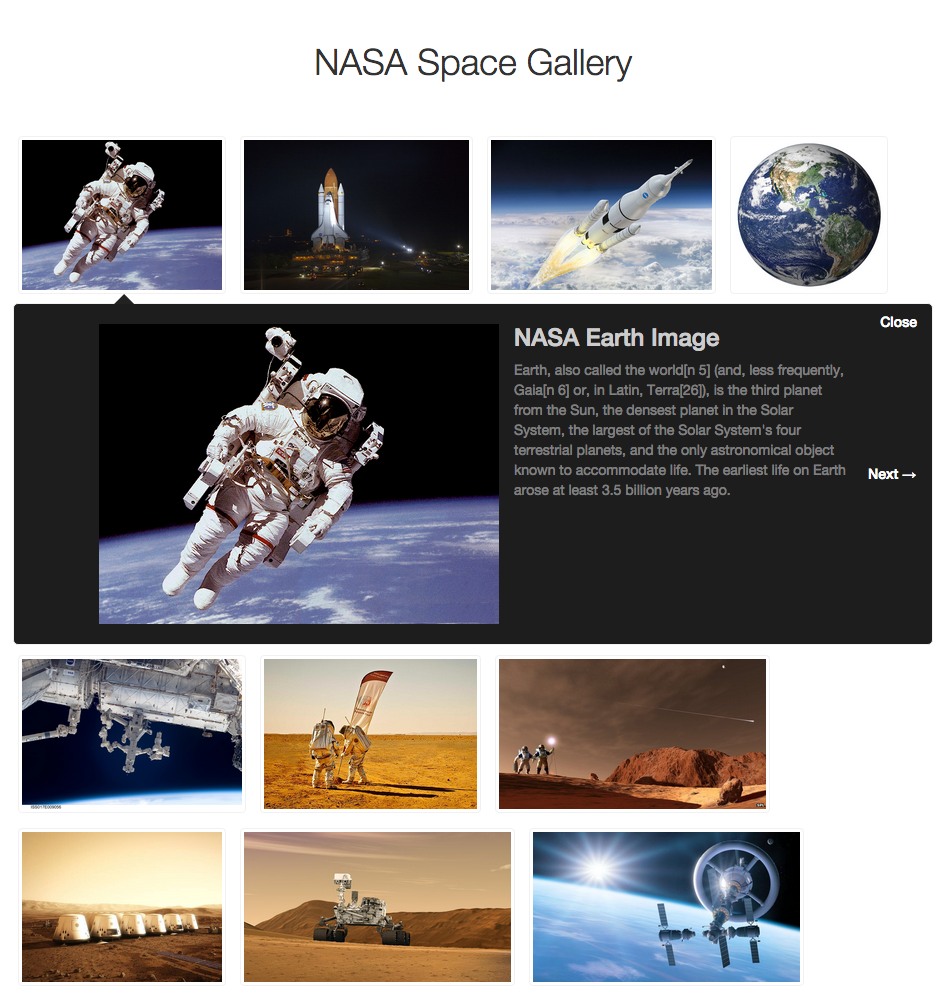 NASA Space Gallery
Close
NASA Earth Image
Earth, also called the world[n 5] (and, less frequently,
Gaia[n 6] or, in Latin, Terra[26]), is the third planet
from the Sun, the densest planet in the Solar
System, the largest of the Solar System's four
terrestrial planets, and the only astronomical object
known to accommodate life. The earliest life on Earth
arose at least 3.5 billion years ago.
Next →